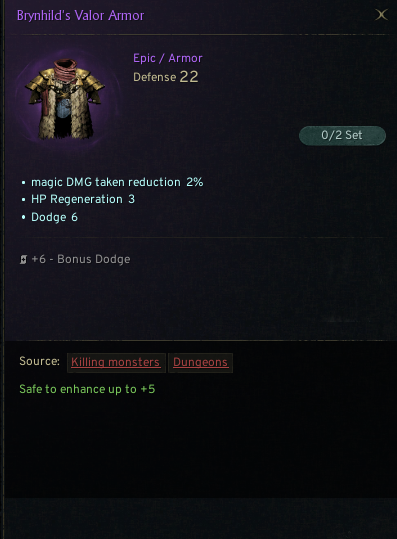 Brynhild's Valor Armor
Epic / Armor
Defense 22
0/2 Set
• magic DMG taken reduction 2%
• HP Regeneration 3
• Dodge 6
+6 - Bonus Dodge
Source: Killing monsters Dungeons
Safe to enhance up to +5